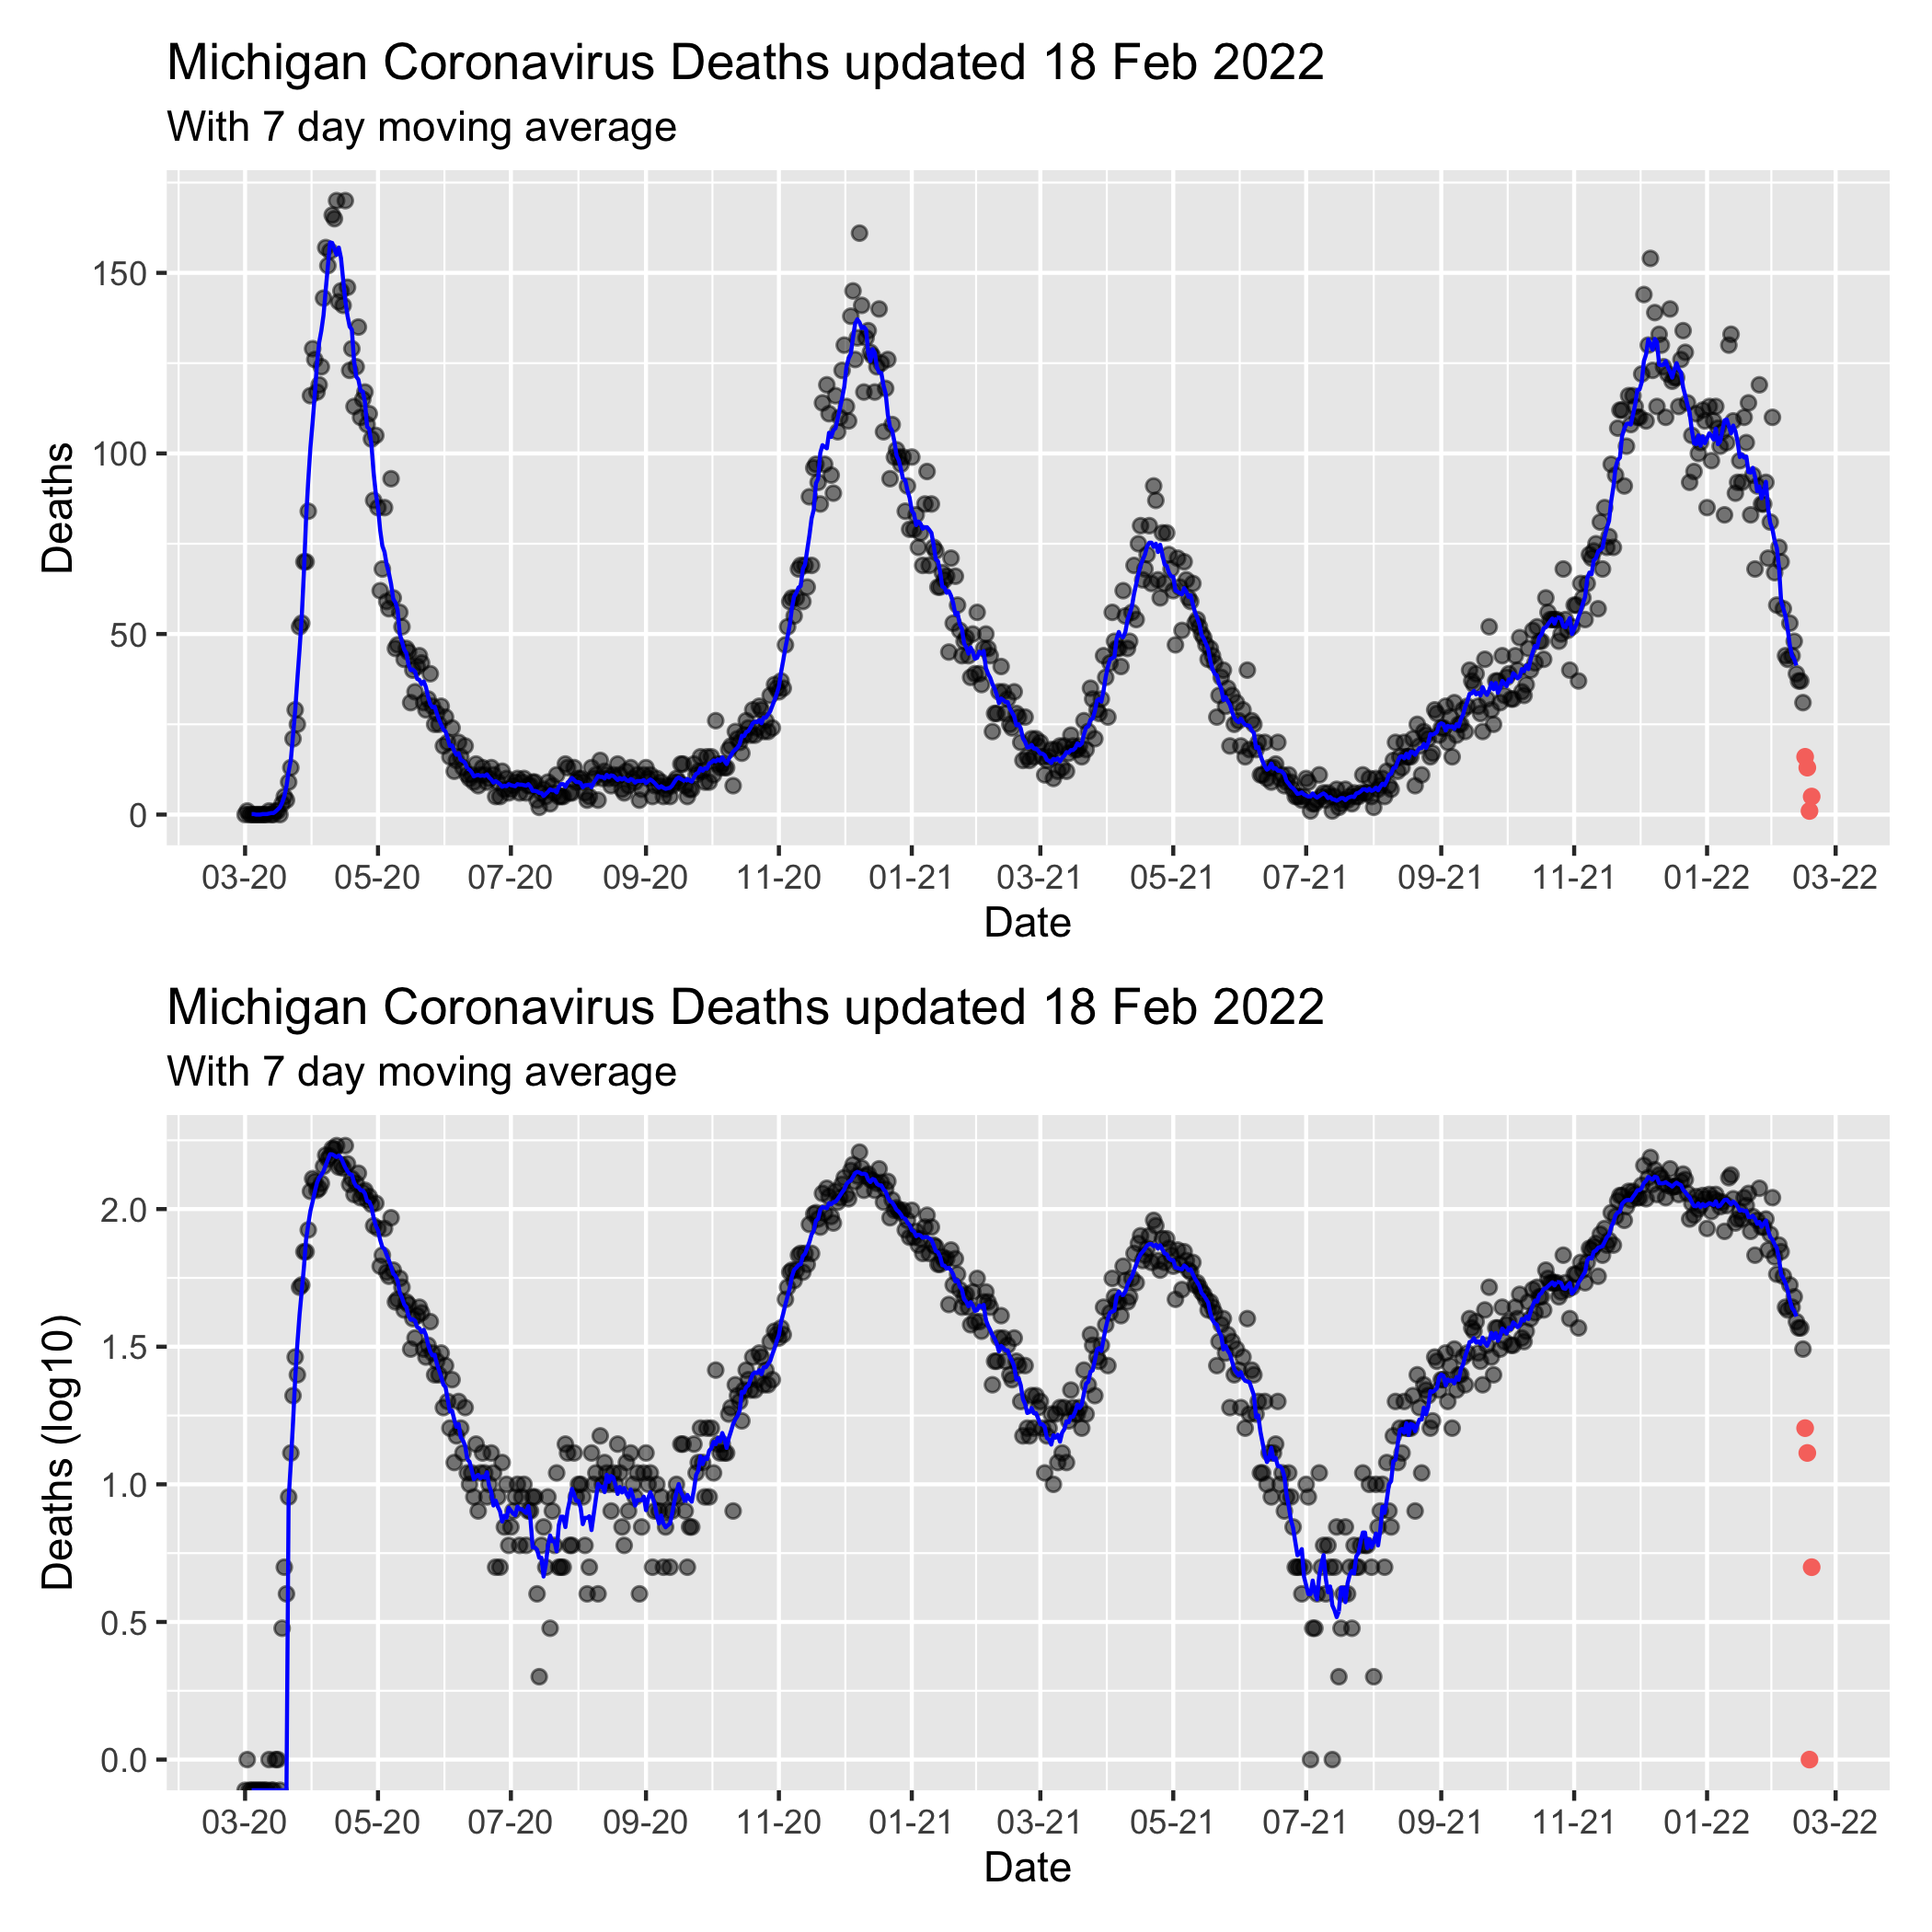 Michigan Coronavirus Deaths updated 18 Feb 2022
With 7 day moving average
150
100
50
0
Deaths
03-20 05-20 07-20 09-20 11-20 01-21 03-21 05-21 07-21 09-21 11-21 01-22 03-22
Date
Michigan Coronavirus Deaths updated 18 Feb 2022
With 7 day moving average
2.0
1.5
1.0
0.5
0.0
Deaths (log10)
03-20 05-20 07-20 09-20 11-20 01-21 03-21 05-21 07-21 09-21 11-21 01-22 03-22
Date